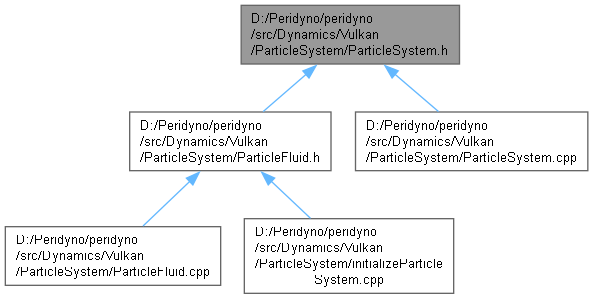 D:/Peridyno/peridyno
/src/Dynamics/Vulkan
/ParticleSystem/ParticleSystem.h
D:/Peridyno/peridyno
/src/Dynamics/Vulkan
/ParticleSystem/ParticleFluid.h
D:/Peridyno/peridyno
/src/Dynamics/Vulkan
/ParticleSystem/ParticleSystem.cpp
D:/Peridyno/peridyno
/src/Dynamics/Vulkan
/ParticleSystem/ParticleFluid.cpp
D:/Peridyno/peridyno
/src/Dynamics/Vulkan
/ParticleSystem/initializeParticle
System.cpp